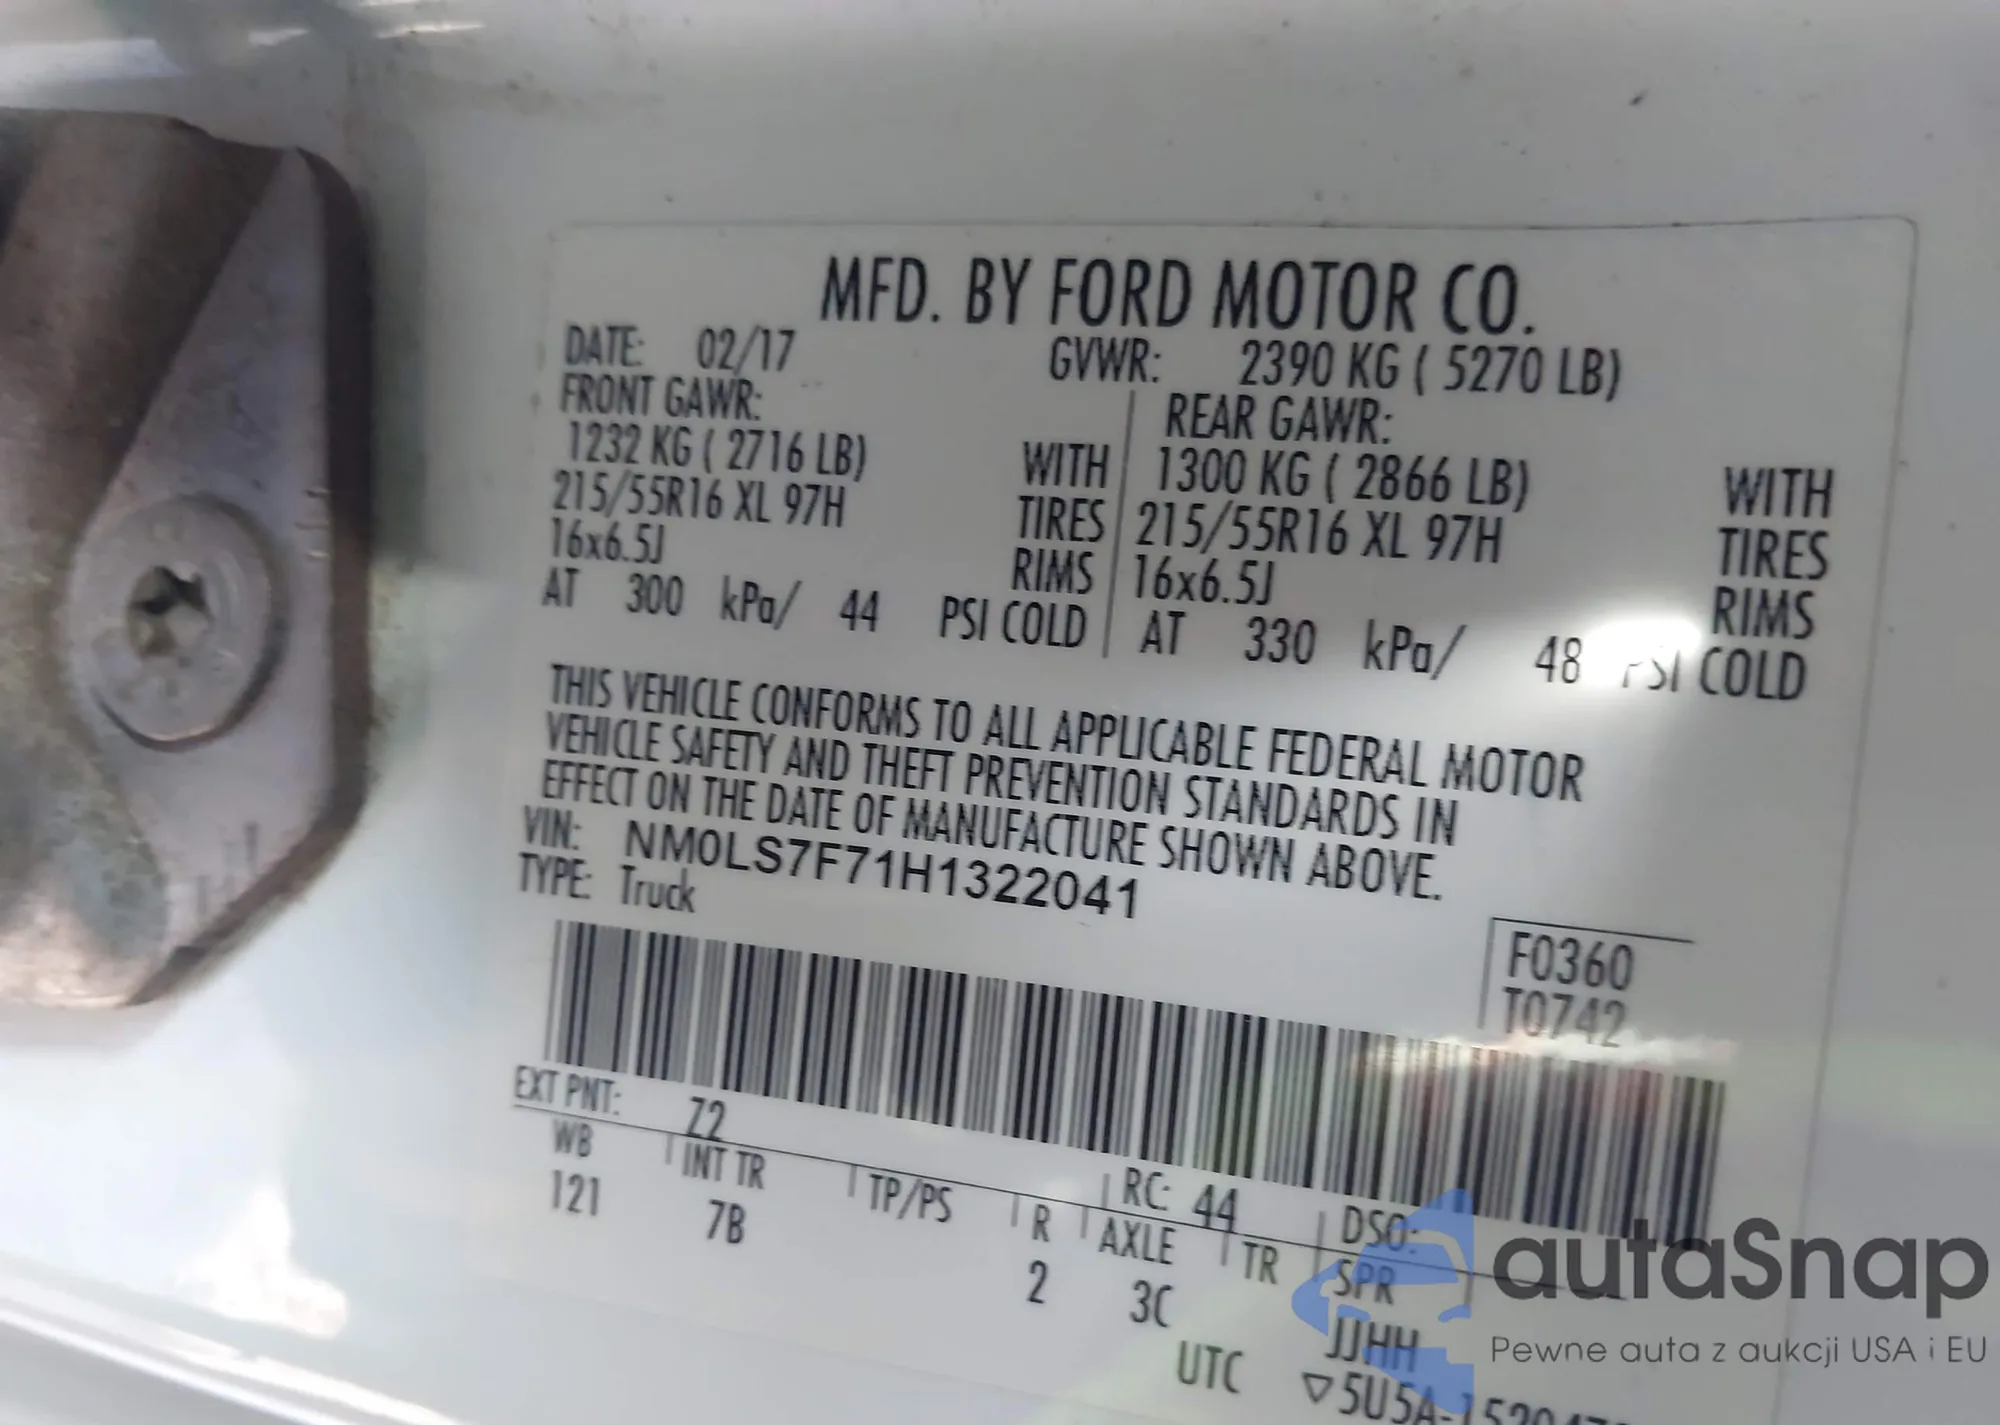 MFD. BY FORD MOTOR CO.
DATE: 02/17 GVWR: 2390 KG ( 5270 LB)
FRONT GAWR: REAR GAWR:
1232 KG ( 2716 LB) WITH 1300 KG ( 2866 LB) WITH
215/55R16 XL 97H TIRES 215/55R16 XL 97H TIRES
16x6.5J RIMS 16x6.5J RIMS
AT 300 kPa/ 44 PSI COLD AT 330 kPa/ 48 PSI COLD
THIS VEHICLE CONFORMS TO ALL APPLICABLE FEDERAL MOTOR
VEHICLE SAFETY AND THEFT PREVENTION STANDARDS IN
EFFECT ON THE DATE OF MANUFACTURE SHOWN ABOVE.
VIN: NM0LS7F71H1322041
TYPE: Truck
F0360
T0742
EXT PNT: Z2 RC: 44 DSO:
WB INT TR TP/PS R AXLE TR SPR
121 7B 2 3C JJHH
UTC ▽5U5A-
autaSnap
Pewne auta z aukcji USA i EU